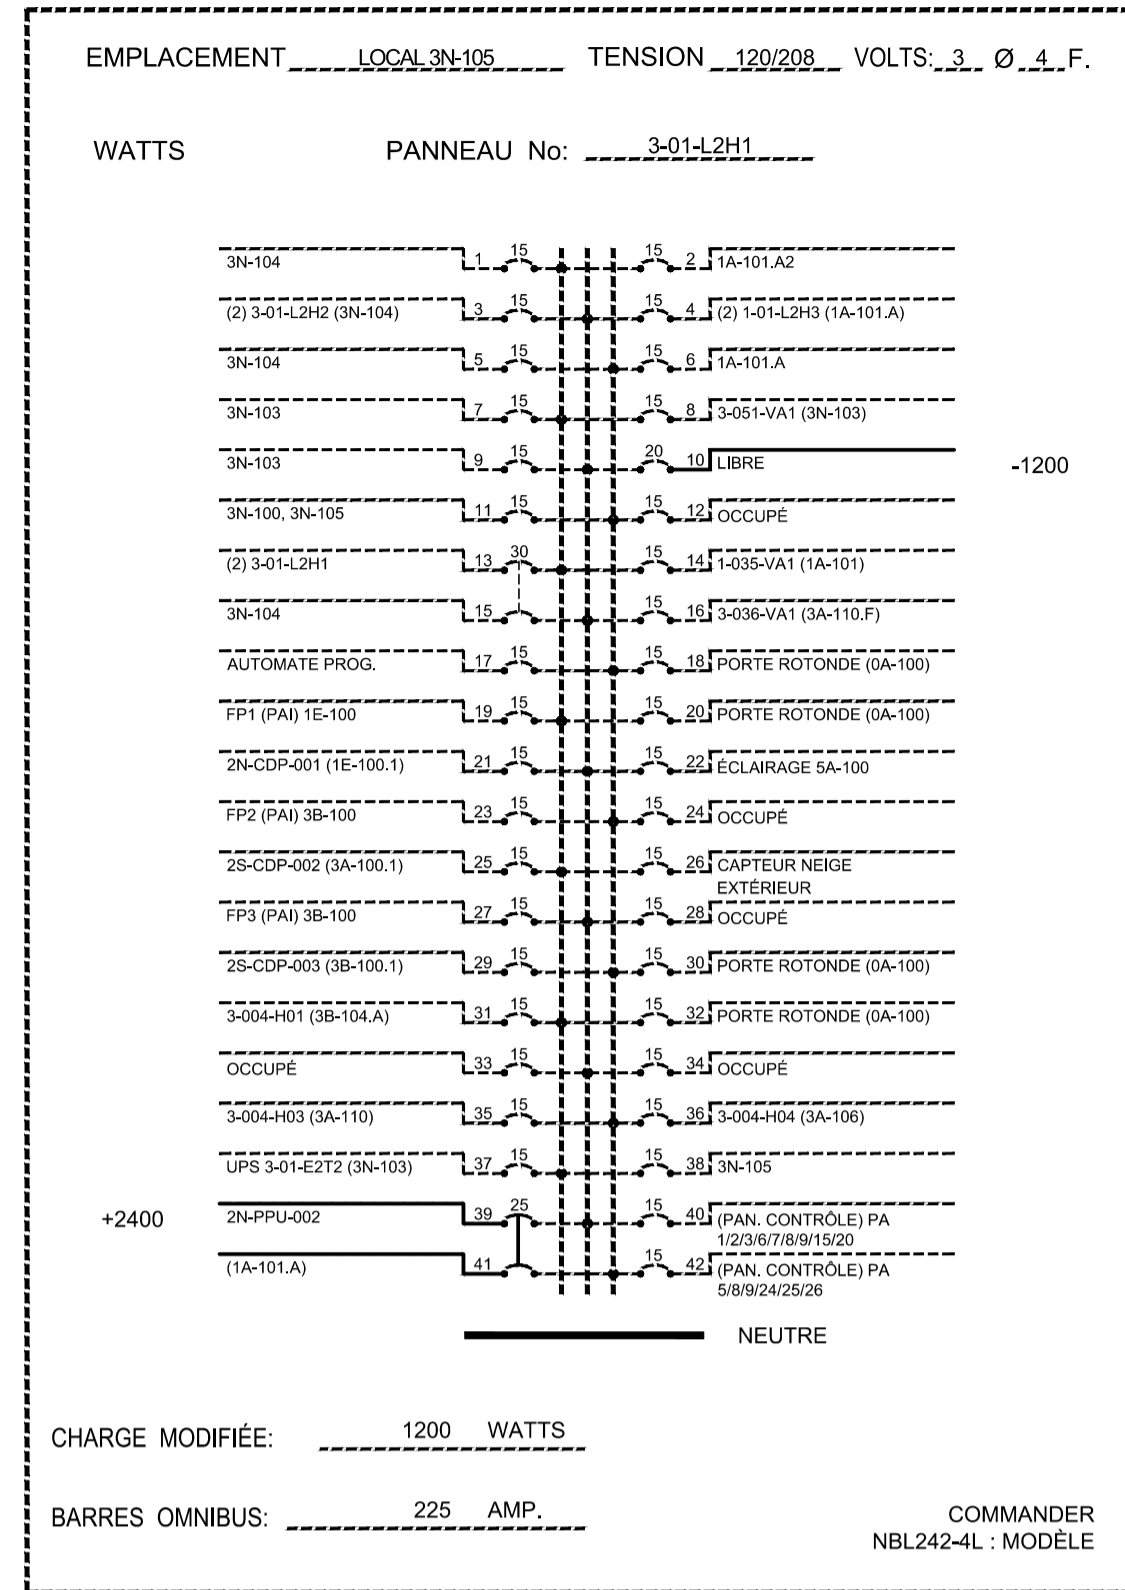 EMPLACEMENT LOCAL 3N-105 TENSION 120/208 VOLTS: 3 Ø 4 F.
WATTS PANNEAU No: 3-01-L2H1
3N-104 1 15 15 2 1A-101.A2
(2) 3-01-L2H2 (3N-104) 3 15 15 4 (2) 1-01-L2H3 (1A-101.A)
3N-104 5 15 15 6 1A-101.A
3N-103 7 15 15 8 3-051-VA1 (3N-103)
3N-103 9 15 20 10 LIBRE -1200
3N-100, 3N-105 11 15 15 12 OCCUPÉ
(2) 3-01-L2H1 13 30 15 14 1-035-VA1 (1A-101)
3N-104 15 15 16 3-036-VA1 (3A-110.F)
AUTOMATE PROG. 17 15 15 18 PORTE ROTONDE (0A-100)
FP1 (PAI) 1E-100 19 15 15 20 PORTE ROTONDE (0A-100)
2N-CDP-001 (1E-100.1) 21 15 15 22 ÉCLAIRAGE 5A-100
FP2 (PAI) 3B-100 23 15 15 24 OCCUPÉ
2S-CDP-002 (3A-100.1) 25 15 15 26 CAPTEUR NEIGE
EXTÉRIEUR
FP3 (PAI) 3B-100 27 15 15 28 OCCUPÉ
2S-CDP-003 (3B-100.1) 29 15 15 30 PORTE ROTONDE (0A-100)
3-004-H01 (3B-104.A) 31 15 15 32 PORTE ROTONDE (0A-100)
OCCUPÉ 33 15 15 34 OCCUPÉ
3-004-H03 (3A-110) 35 15 15 36 3-004-H04 (3A-106)
UPS 3-01-E2T2 (3N-103) 37 15 15 38 3N-105
+2400 2N-PPU-002 39 25 15 40 (PAN. CONTRÔLE) PA
1/2/3/6/7/8/9/15/20
(1A-101.A) 41 15 42 (PAN. CONTRÔLE) PA
5/8/9/24/25/26
NEUTRE
CHARGE MODIFIÉE: 1200 WATTS
BARRES OMNIBUS: 225 AMP.
COMMANDER
NBL242-4L : MODÈLE